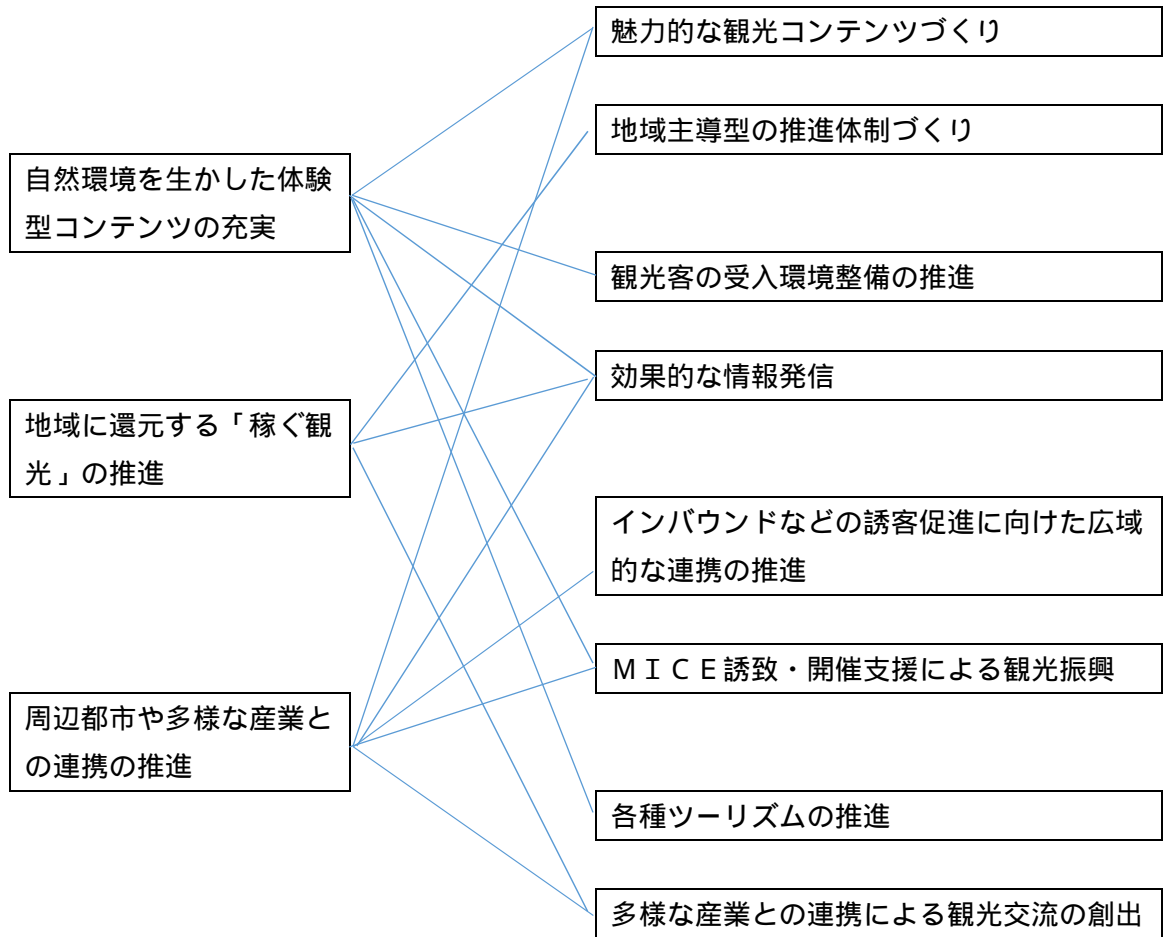 自然環境を生かした体験
型コンテンツの充実
地域に還元する「稼ぐ観
光」の推進
周辺都市や多様な産業と
の連携の推進
魅力的な観光コンテンツづくり
地域主導型の推進体制づくり
観光客の受入環境整備の推進
効果的な情報発信
インバウンドなどの誘客促進に向けた広域
的な連携の推進
ＭＩＣＥ誘致・開催支援による観光振興
各種ツーリズムの推進
多様な産業との連携による観光交流の創出